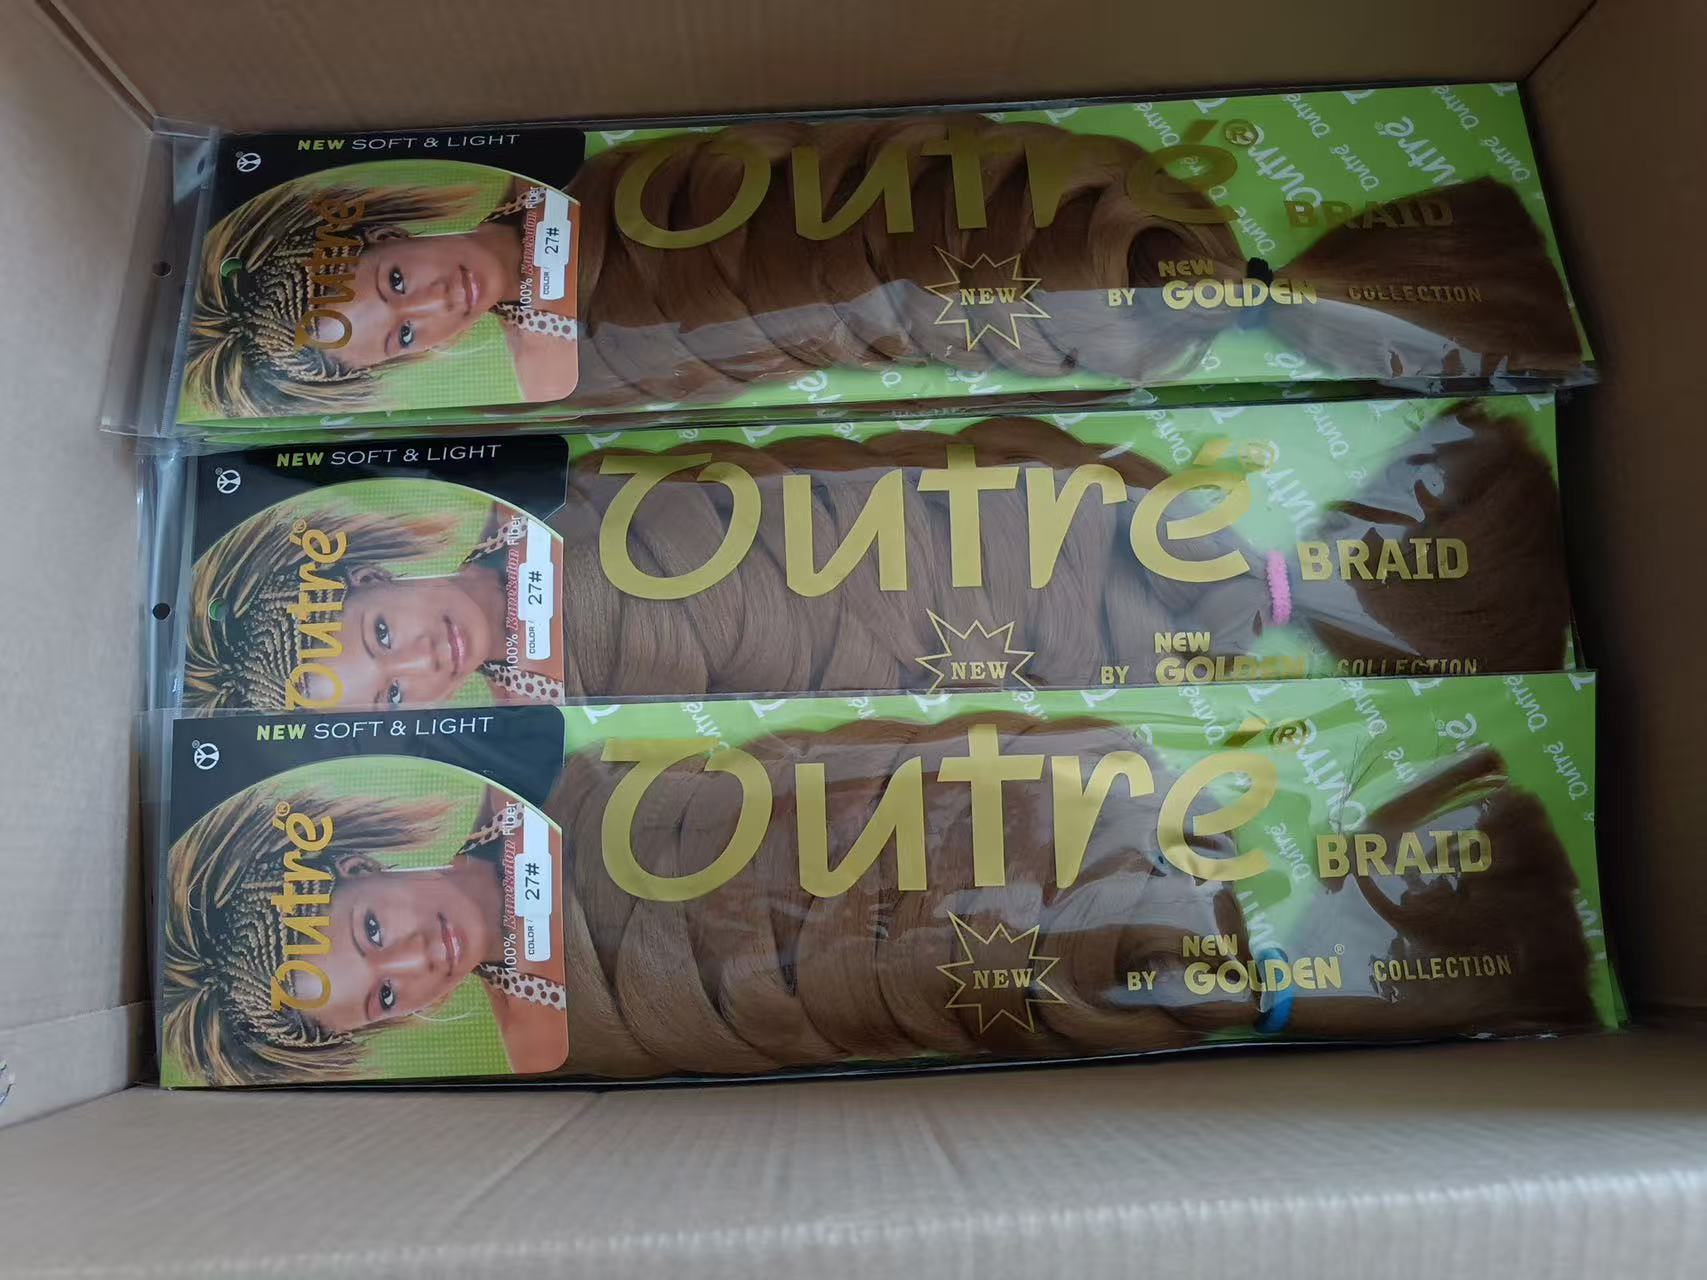 NEW SOFT & LIGHT
Outré
100% Kanekalon Fiber
COLOR / 27#
Outré®
BRAID
NEW
BY NEW GOLDEN COLLECTION
NEW SOFT & LIGHT
Outré®
100% Kanekalon Fiber
COLOR / 27#
Outré®
BRAID
NEW
BY NEW GOLDEN COLLECTION
NEW SOFT & LIGHT
Outré®
100% Kanekalon Fiber
COLOR / 27#
Outré®
BRAID
NEW
BY NEW GOLDEN® COLLECTION